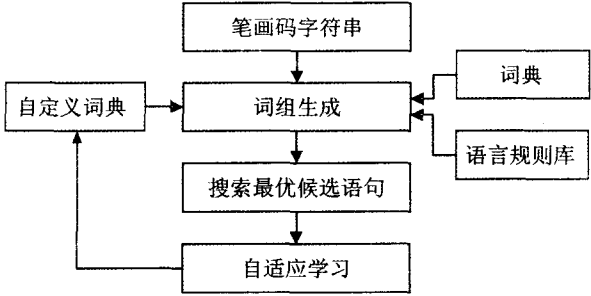 笔画码字符串
词典
自定义词典
词组生成
语言规则库
搜索最优候选语句
自适应学习